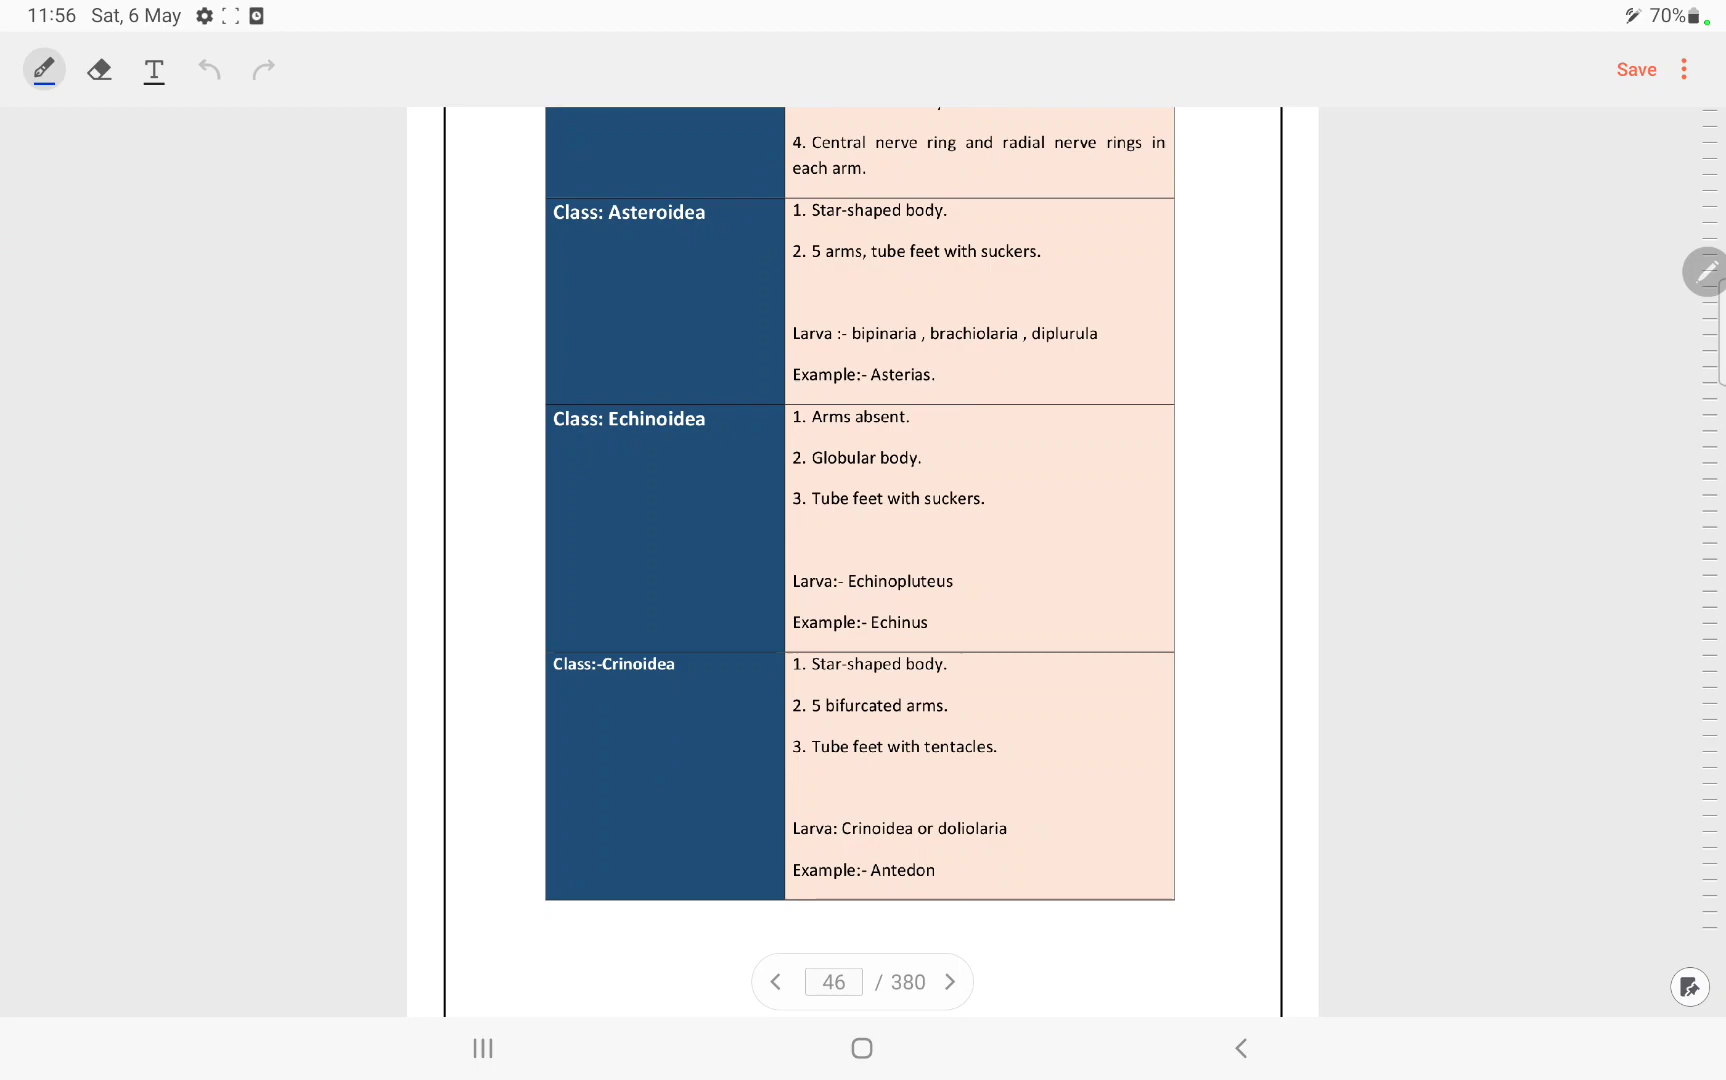 11:56 Sat, 6 May
70%
T
Save
4. Central nerve ring and radial nerve rings in
each arm.
Class: Asteroidea
1. Star-shaped body.
2. 5 arms, tube feet with suckers.
Larva :- bipinaria , brachiolaria , diplurula
Example:- Asterias.
Class: Echinoidea
1. Arms absent.
2. Globular body.
3. Tube feet with suckers.
Larva:- Echinopluteus
Example:- Echinus
Class:-Crinoidea
1. Star-shaped body.
2. 5 bifurcated arms.
3. Tube feet with tentacles.
Larva: Crinoidea or doliolaria
Example:- Antedon
46 / 380